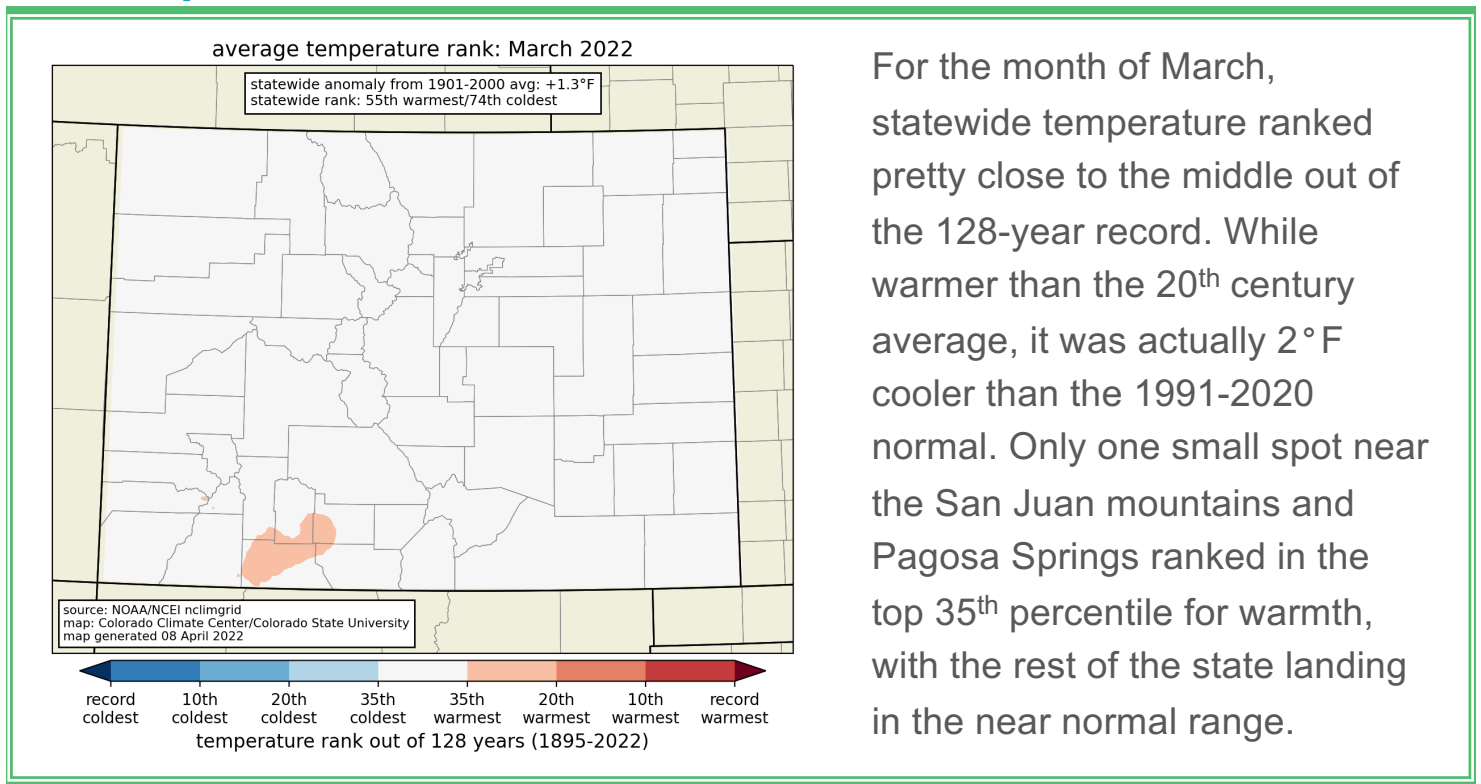 average temperature rank: March 2022
statewide anomaly from 1901-2000 avg: +1.3°F
statewide rank: 55th warmest/74th coldest
source: NOAA/NCEI nclimgrid
map: Colorado Climate Center/Colorado State University
map generated 08 April 2022
record 10th 20th 35th 35th 20th 10th record
coldest coldest coldest coldest warmest warmest warmest warmest
temperature rank out of 128 years (1895-2022)
For the month of March,
statewide temperature ranked
pretty close to the middle out of
the 128-year record. While
warmer than the 20th century
average, it was actually 2°F
cooler than the 1991-2020
normal. Only one small spot near
the San Juan mountains and
Pagosa Springs ranked in the
top 35th percentile for warmth,
with the rest of the state landing
in the near normal range.